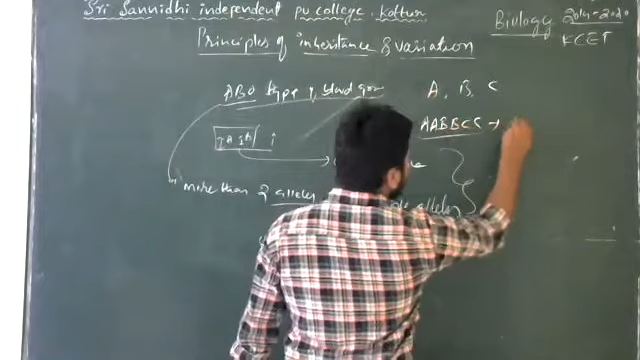 Sri Sannidhi independent pu college. Kottur
Biology 2019-2020
KCET
Principles of inheritance & variation
ABO type of blood
A, B, C
AABBCC →
more than 2 alleles
alleles